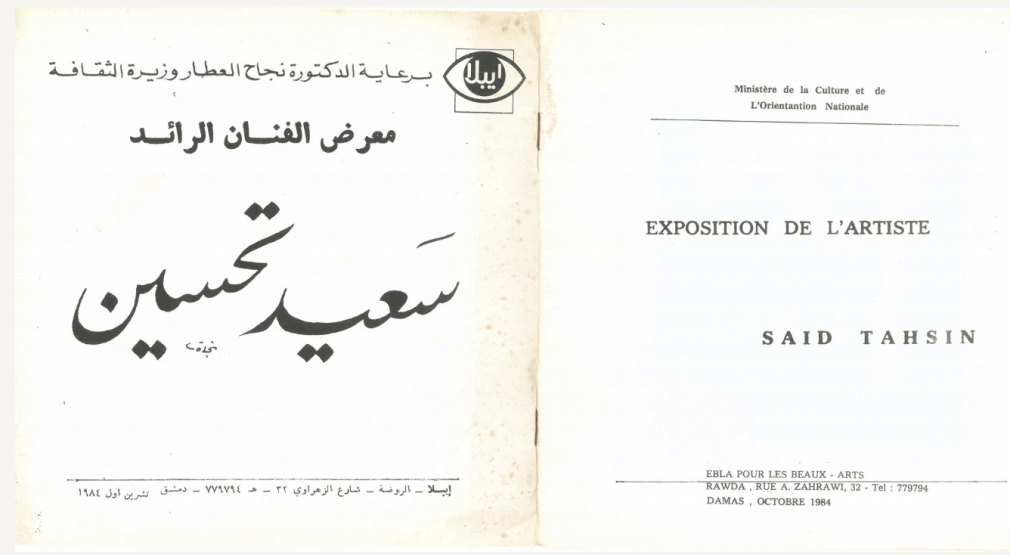 ايبلا
برعاية الدكتورة نجاح العطار وزيرة الثقافة
معرض الفنان الرائد
سعيد تحسين
إيبلا – الروضة – شارع الزهراوي ٣٢ – هـ ٧٧٩٧٩٤ – دمشق تشرين أول ١٩٨٤
Ministère de la Culture et de
L'Orientantion Nationale
EXPOSITION DE L'ARTISTE
SAID TAHSIN
EBLA POUR LES BEAUX - ARTS
RAWDA , RUE A. ZAHRAWI, 32 - Tel : 779794
DAMAS , OCTOBRE 1984